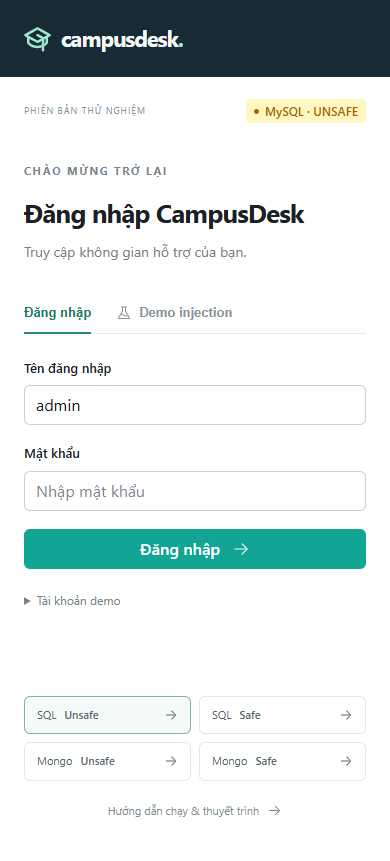 campusdesk.
PHIÊN BẢN THỬ NGHIỆM
MySQL · UNSAFE
CHÀO MỪNG TRỞ LẠI
Đăng nhập CampusDesk
Truy cập không gian hỗ trợ của bạn.
Đăng nhập
Demo injection
Tên đăng nhập
admin
Mật khẩu
Nhập mật khẩu
Đăng nhập →
Tài khoản demo
SQL Unsafe →
SQL Safe →
Mongo Unsafe →
Mongo Safe →
Hướng dẫn chạy & thuyết trình →